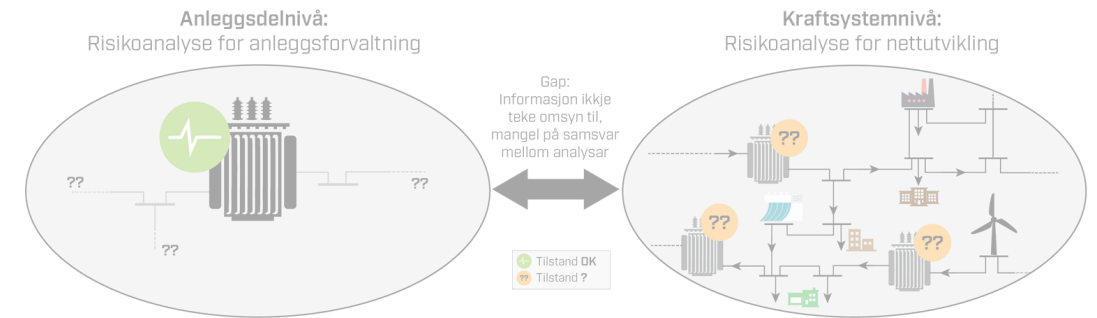 Anleggsdelnivå:
Risikoanalyse for anleggsforvaltning
Kraftsystemnivå:
Risikoanalyse for nettutvikling
Gap:
Informasjon ikkje
teke omsyn til,
mangel på samsvar
mellom analysar
??
??
??
??
??
??
Tilstand OK
?? Tilstand ?